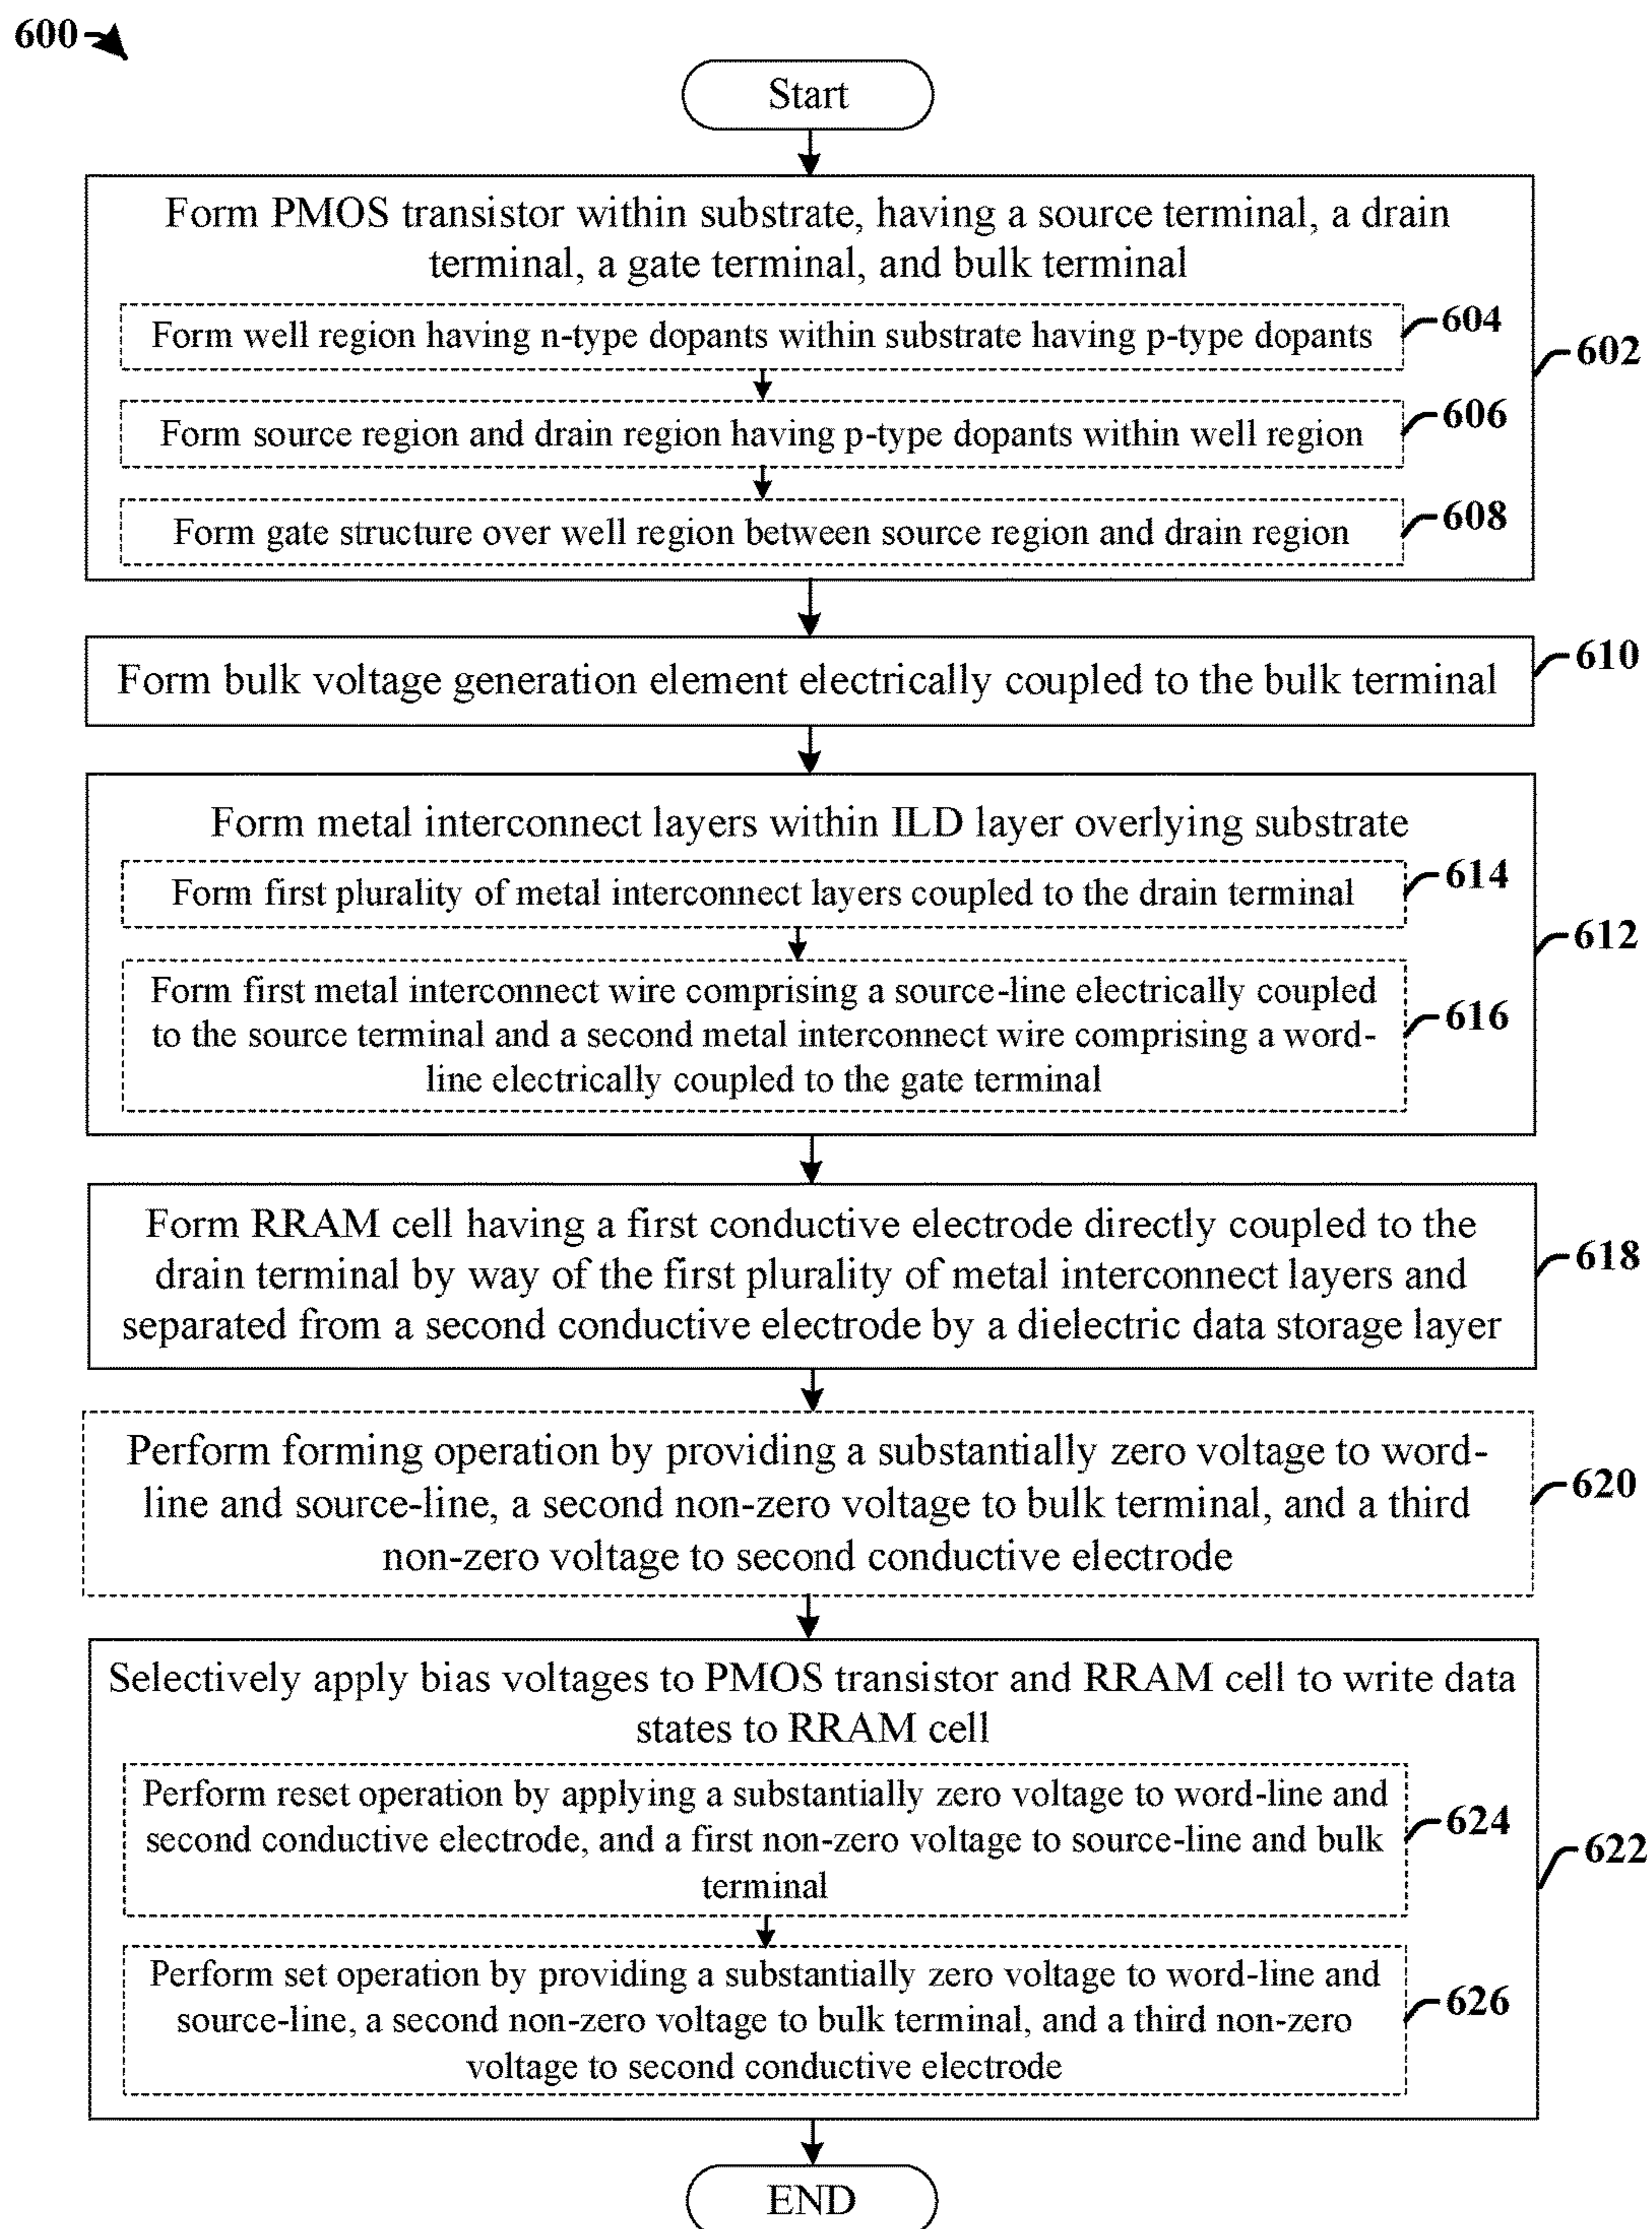 600
Start
Form PMOS transistor within substrate, having a source terminal, a drain
terminal, a gate terminal, and bulk terminal
Form well region having n-type dopants within substrate having p-type dopants
604
602
Form source region and drain region having p-type dopants within well region
606
Form gate structure over well region between source region and drain region
608
Form bulk voltage generation element electrically coupled to the bulk terminal
610
Form metal interconnect layers within ILD layer overlying substrate
Form first plurality of metal interconnect layers coupled to the drain terminal
614
612
Form first metal interconnect wire comprising a source-line electrically coupled
to the source terminal and a second metal interconnect wire comprising a word-
line electrically coupled to the gate terminal
616
Form RRAM cell having a first conductive electrode directly coupled to the
drain terminal by way of the first plurality of metal interconnect layers and
separated from a second conductive electrode by a dielectric data storage layer
618
Perform forming operation by providing a substantially zero voltage to word-
line and source-line, a second non-zero voltage to bulk terminal, and a third
non-zero voltage to second conductive electrode
620
Selectively apply bias voltages to PMOS transistor and RRAM cell to write data
states to RRAM cell
Perform reset operation by applying a substantially zero voltage to word-line and
second conductive electrode, and a first non-zero voltage to source-line and bulk
terminal
624
622
Perform set operation by providing a substantially zero voltage to word-line and
source-line, a second non-zero voltage to bulk terminal, and a third non-zero
voltage to second conductive electrode
626
END